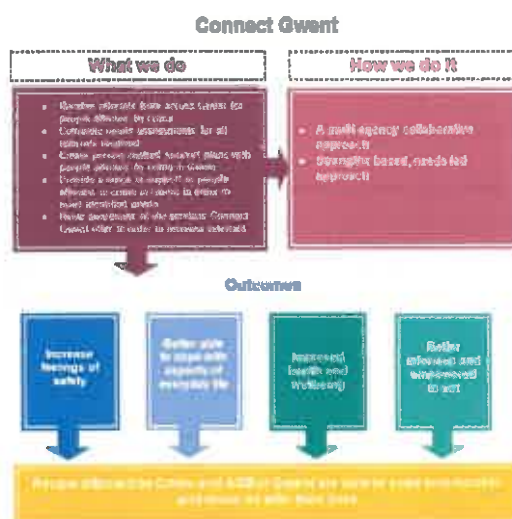 Connect Gwent
What we do
How we do it
Receive referrals from across Gwent for
people affected by crime
Complete needs assessments for all
referrals received
Create person centred support plans with
people affected by crime in Gwent
Provide a range of support to people
affected by crime in Gwent in order to
meet identified needs
Raise awareness of the
Connect
Gwent offer in order to increase referrals
A multi agency collaborative
approach
Strengths based, needs led
approach
Outcomes
Increase
feelings of
safety
Better able
to cope with
aspects of
everyday life
Improved
health and
wellbeing
Better
informed and
empowered
to act
People affected by Crime and ASB in Gwent are able to cope and recover
and move on with their lives